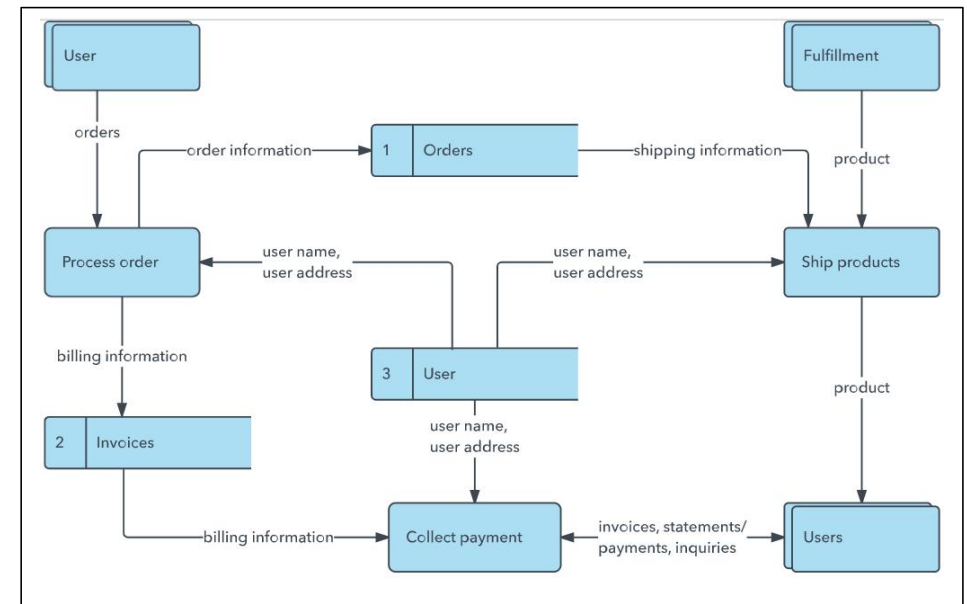 User
Fulfillment
orders
order information
1
Orders
shipping information
product
Process order
user name,
user address
user name,
user address
Ship products
billing information
3
User
product
2
Invoices
user name,
user address
billing information
Collect payment
invoices, statements/
payments, inquiries
Users